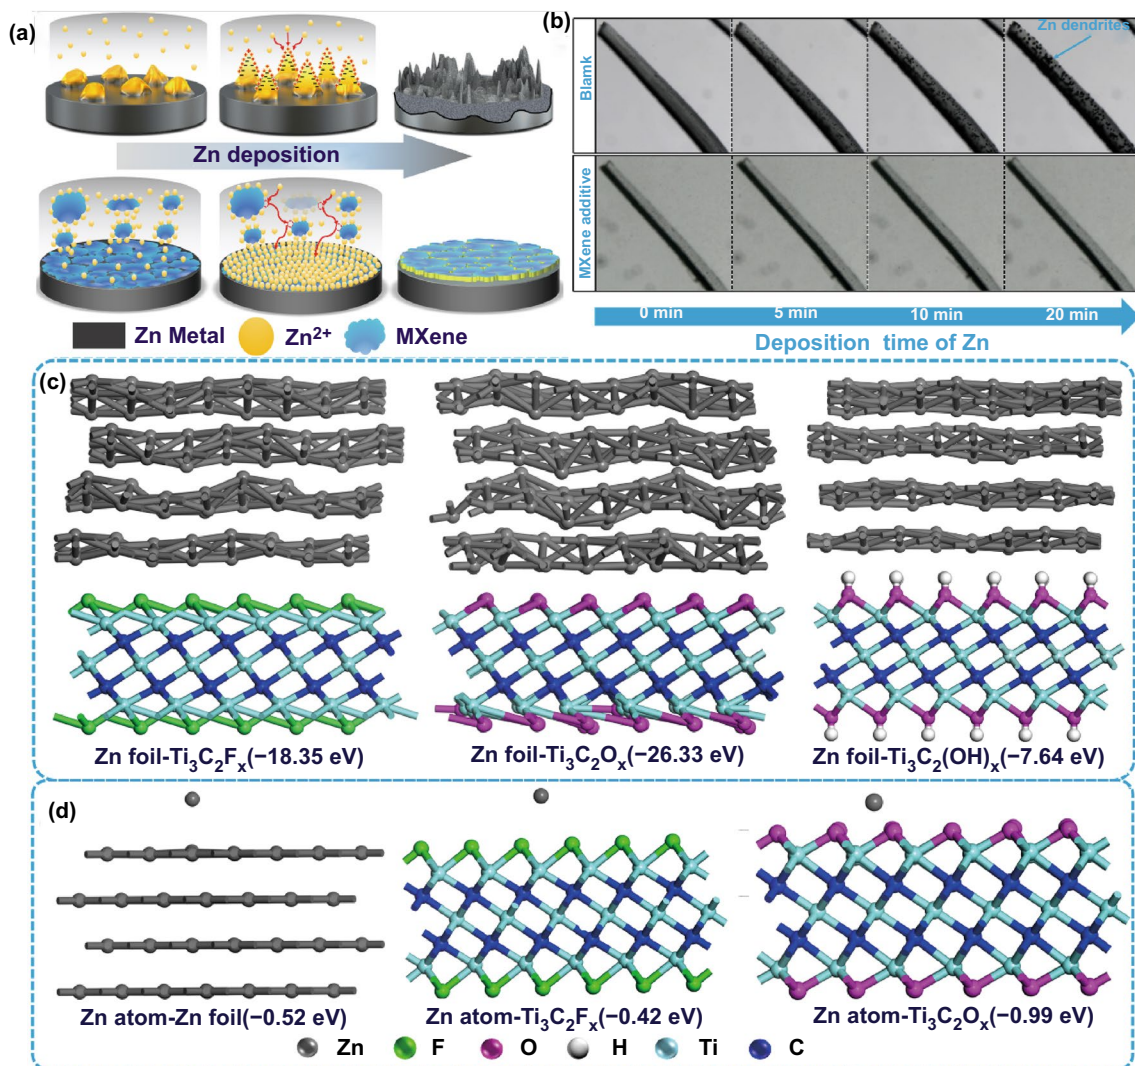 (a)
Zn deposition
Zn Metal
Zn²⁺
MXene
(b)
Blamk
Zn dendrites
MXene additive
0 min
5 min
10 min
20 min
Deposition time of Zn
(c)
Zn foil-Ti₃C₂Fₓ(−18.35 eV)
Zn foil-Ti₃C₂Oₓ(−26.33 eV)
Zn foil-Ti₃C₂(OH)ₓ(−7.64 eV)
(d)
Zn atom-Zn foil(−0.52 eV)
Zn atom-Ti₃C₂Fₓ(−0.42 eV)
Zn atom-Ti₃C₂Oₓ(−0.99 eV)
Zn
F
O
H
Ti
C